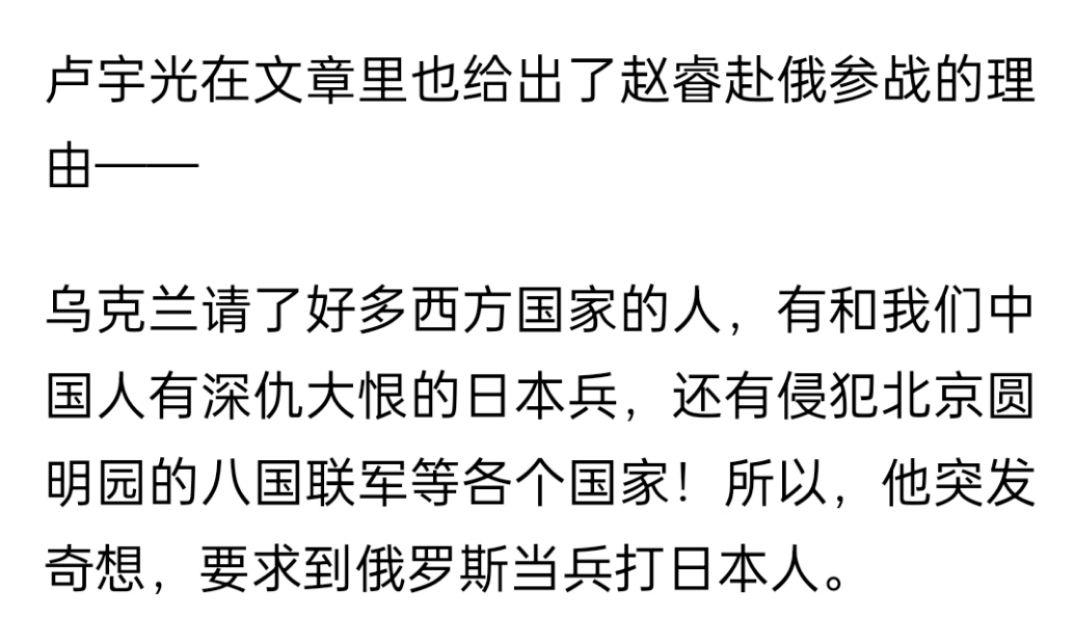 卢宇光在文章里也给出了赵睿赴俄参战的理
由——
乌克兰请了好多西方国家的人，有和我们中
国人有深仇大恨的日本兵，还有侵犯北京圆
明园的八国联军等各个国家！所以，他突发
奇想，要求到俄罗斯当兵打日本人。